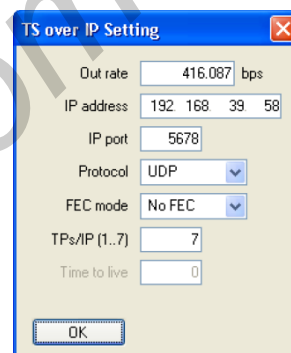 TS over IP Setting
Out rate 416.087 bps
IP address 192. 168. 39. 58
IP port 5678
Protocol UDP
FEC mode No FEC
TPs/IP (1..7) 7
Time to live 0
OK